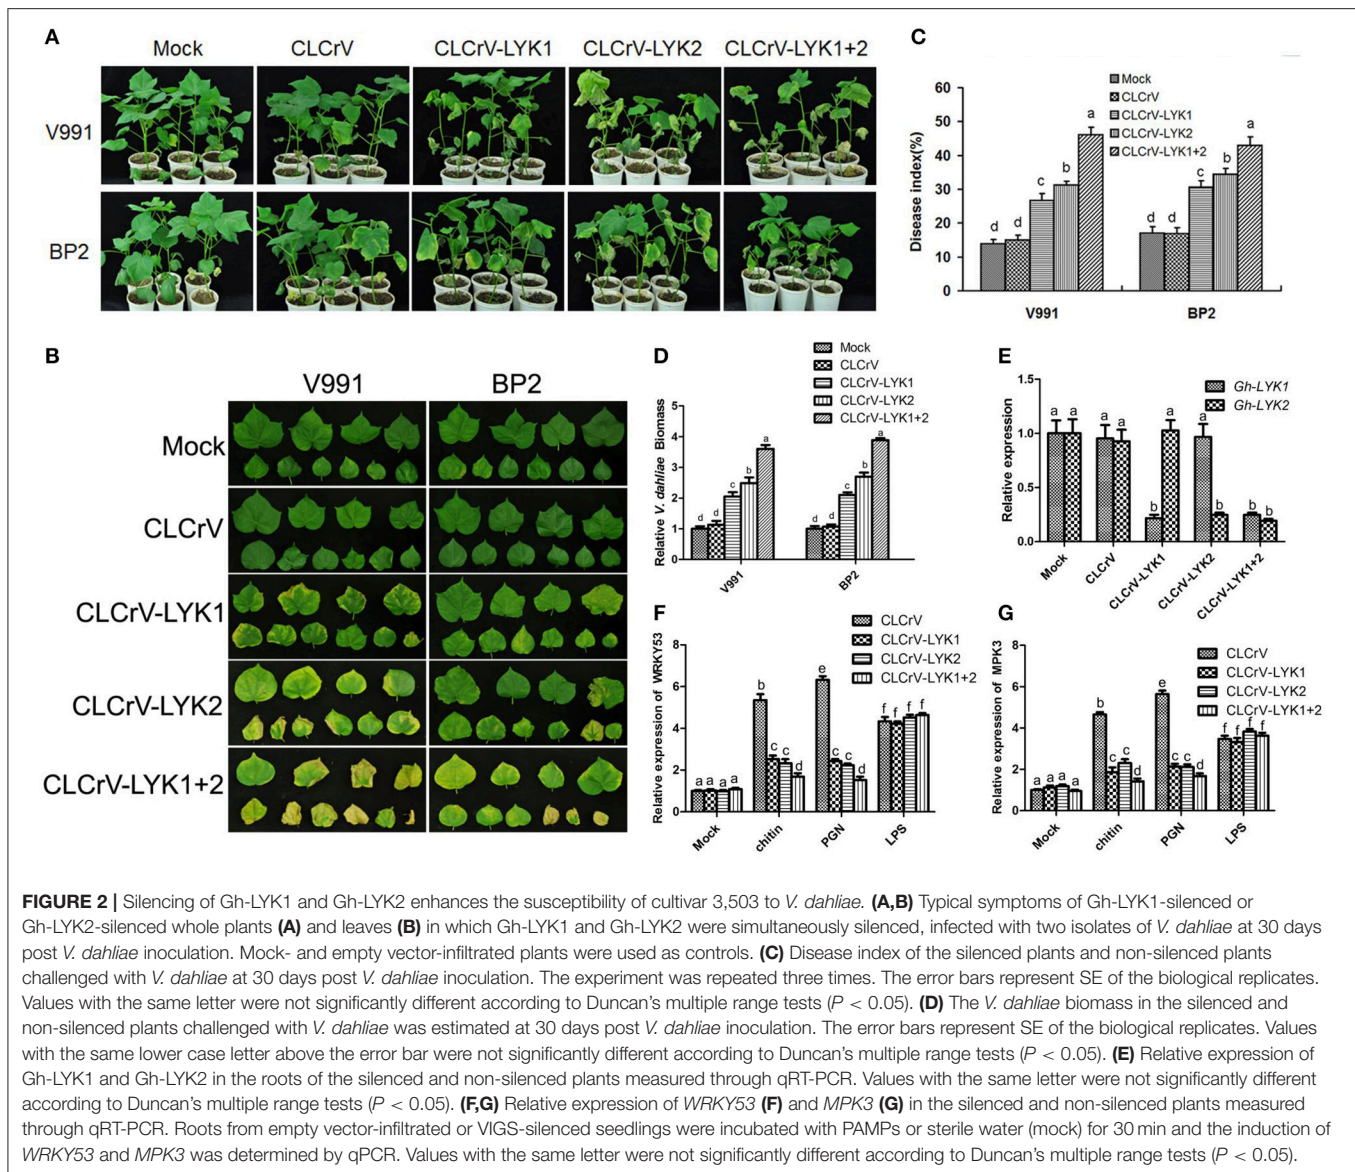 A
Mock CLCrV CLCrV-LYK1 CLCrV-LYK2 CLCrV-LYK1+2
V991
BP2
B
V991 BP2
Mock
CLCrV
CLCrV-LYK1
CLCrV-LYK2
CLCrV-LYK1+2
C
Mock
CLCrV
CLCrV-LYK1
CLCrV-LYK2
CLCrV-LYK1+2
Disease index(%)
60
50
40
30
20
10
0
d d c b a d d c b a
V991 BP2
D
Mock
CLCrV
CLCrV-LYK1
CLCrV-LYK2
CLCrV-LYK1+2
Relative V. dahliae Biomass
5
4
3
2
1
0
d d c b a d d c b a
V991 BP2
E
Gh-LYK1
Gh-LYK2
Relative expression
1.5
1.0
0.5
0.0
a a a a b a a b b b
Mock CLCrV CLCrV-LYK1 CLCrV-LYK2 CLCrV-LYK1+2
F
CLCrV
CLCrV-LYK1
CLCrV-LYK2
CLCrV-LYK1+2
Relative expression of WRKY53
8
6
4
2
0
a a a a b c c d e c c d f f f f
Mock chitin PGN LPS
G
CLCrV
CLCrV-LYK1
CLCrV-LYK2
CLCrV-LYK1+2
Relative expression of MPK3
8
6
4
2
0
a a a a b c c d e c c d f f f f
Mock chitin PGN LPS
FIGURE 2 | Silencing of Gh-LYK1 and Gh-LYK2 enhances the susceptibility of cultivar 3,503 to V. dahliae. (A,B) Typical symptoms of Gh-LYK1-silenced or
Gh-LYK2-silenced whole plants (A) and leaves (B) in which Gh-LYK1 and Gh-LYK2 were simultaneously silenced, infected with two isolates of V. dahliae at 30 days
post V. dahliae inoculation. Mock- and empty vector-infiltrated plants were used as controls. (C) Disease index of the silenced plants and non-silenced plants
challenged with V. dahliae at 30 days post V. dahliae inoculation. The experiment was repeated three times. The error bars represent SE of the biological replicates.
Values with the same letter were not significantly different according to Duncan's multiple range tests (P < 0.05). (D) The V. dahliae biomass in the silenced and
non-silenced plants challenged with V. dahliae was estimated at 30 days post V. dahliae inoculation. The error bars represent SE of the biological replicates. Values
with the same lower case letter above the error bar were not significantly different according to Duncan's multiple range tests (P < 0.05). (E) Relative expression of
Gh-LYK1 and Gh-LYK2 in the roots of the silenced and non-silenced plants measured through qRT-PCR. Values with the same letter were not significantly different
according to Duncan's multiple range tests (P < 0.05). (F,G) Relative expression of WRKY53 (F) and MPK3 (G) in the silenced and non-silenced plants measured
through qRT-PCR. Roots from empty vector-infiltrated or VIGS-silenced seedlings were incubated with PAMPs or sterile water (mock) for 30 min and the induction of
WRKY53 and MPK3 was determined by qPCR. Values with the same letter were not significantly different according to Duncan's multiple range tests (P < 0.05).